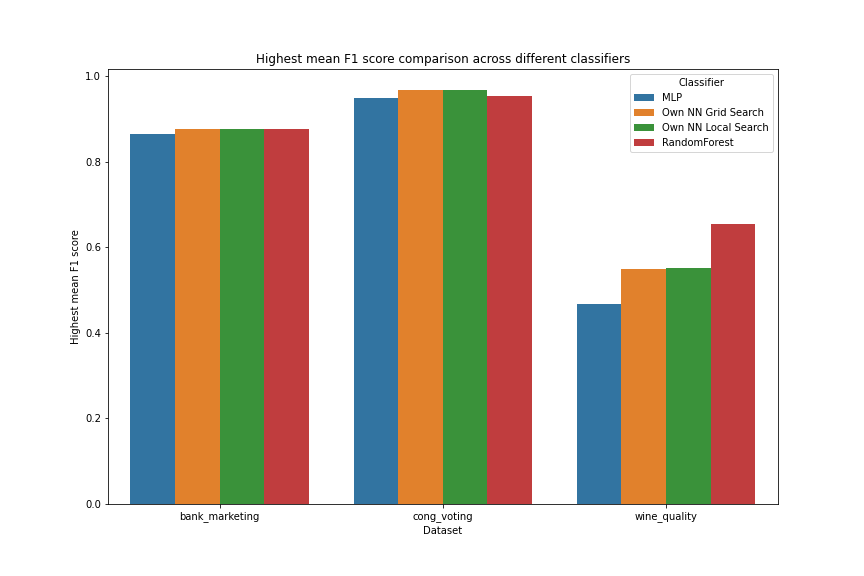 Highest mean F1 score comparison across different classifiers
Classifier
MLP
Own NN Grid Search
Own NN Local Search
RandomForest
Highest mean F1 score
1.0
0.8
0.6
0.4
0.2
0.0
bank_marketing
cong_voting
wine_quality
Dataset